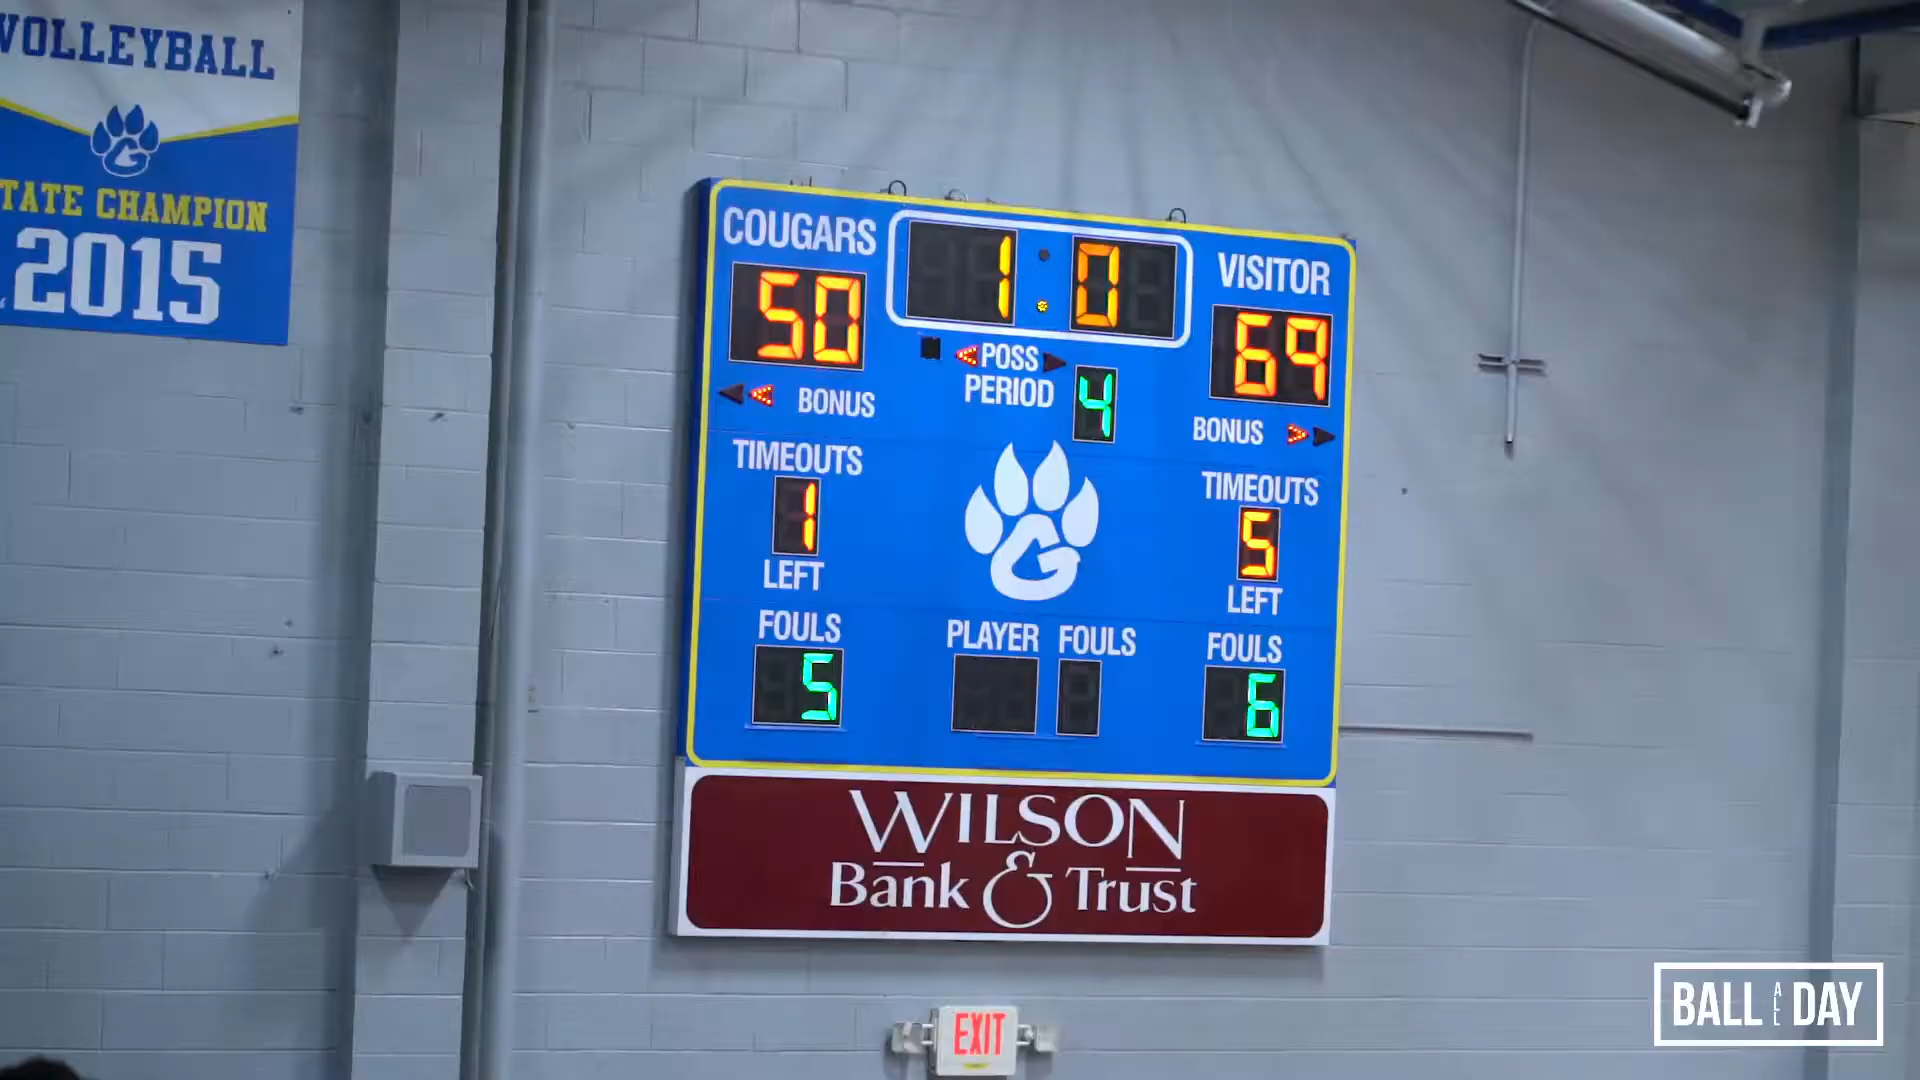 VOLLEYBALL
G
TATE CHAMPION
2015
COUGARS
1.0
VISITOR
50
69
POSS
PERIOD 4
BONUS
BONUS
TIMEOUTS
1
LEFT
TIMEOUTS
5
LEFT
G
FOULS
5
PLAYER FOULS
FOULS
6
WILSON
Bank & Trust
EXIT
BALL ALL DAY